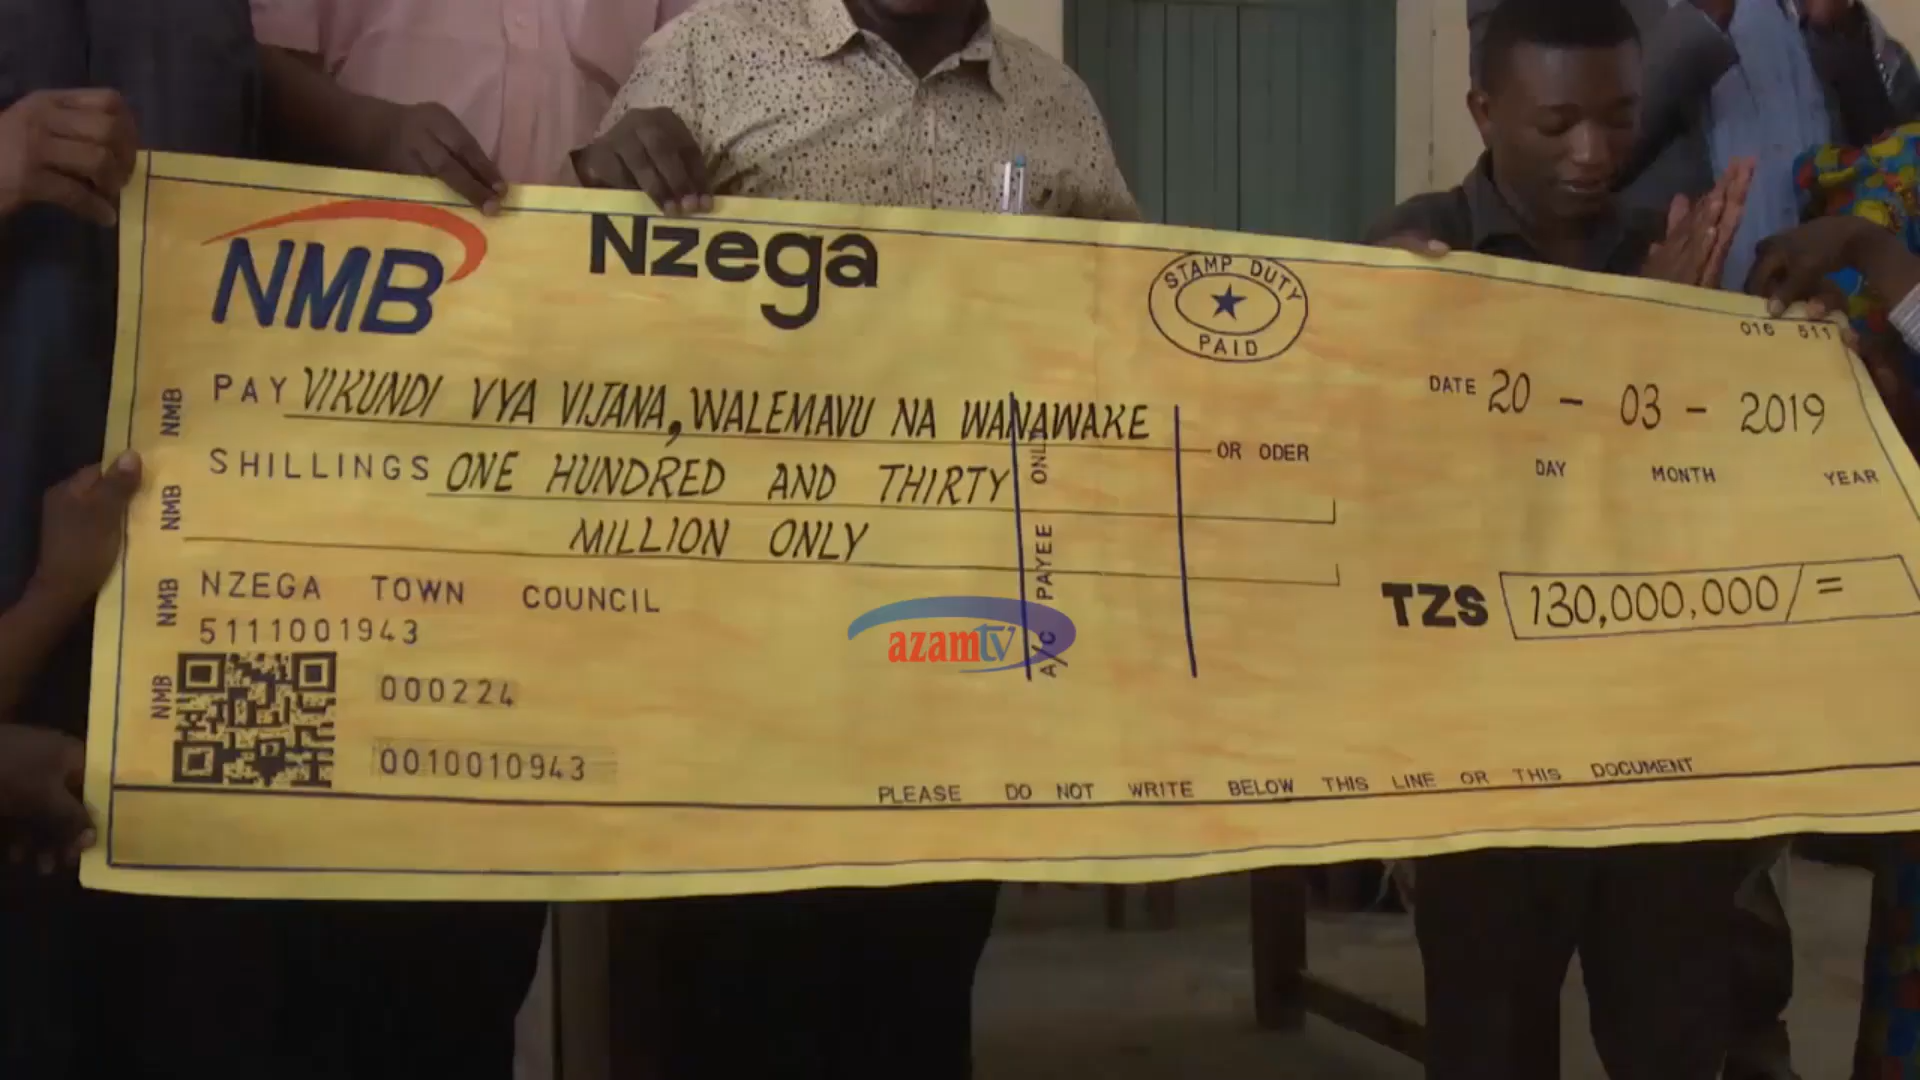 NMB Nzega
STAMP DUTY
PAID
016 511
PAY VIKUNDI VYA VIJANA, WALEMAVU NA WANAWAKE OR ODER
DATE 20 - 03 - 2019
DAY MONTH YEAR
SHILLINGS ONE HUNDRED AND THIRTY
MILLION ONLY
A/C PAYEE ONLY
TZS 130,000,000/=
NZEGA TOWN COUNCIL
5111001943
NMB
NMB
NMB
NMB
000224
0010010943
azamtv
PLEASE DO NOT WRITE BELOW THIS LINE OR THIS DOCUMENT